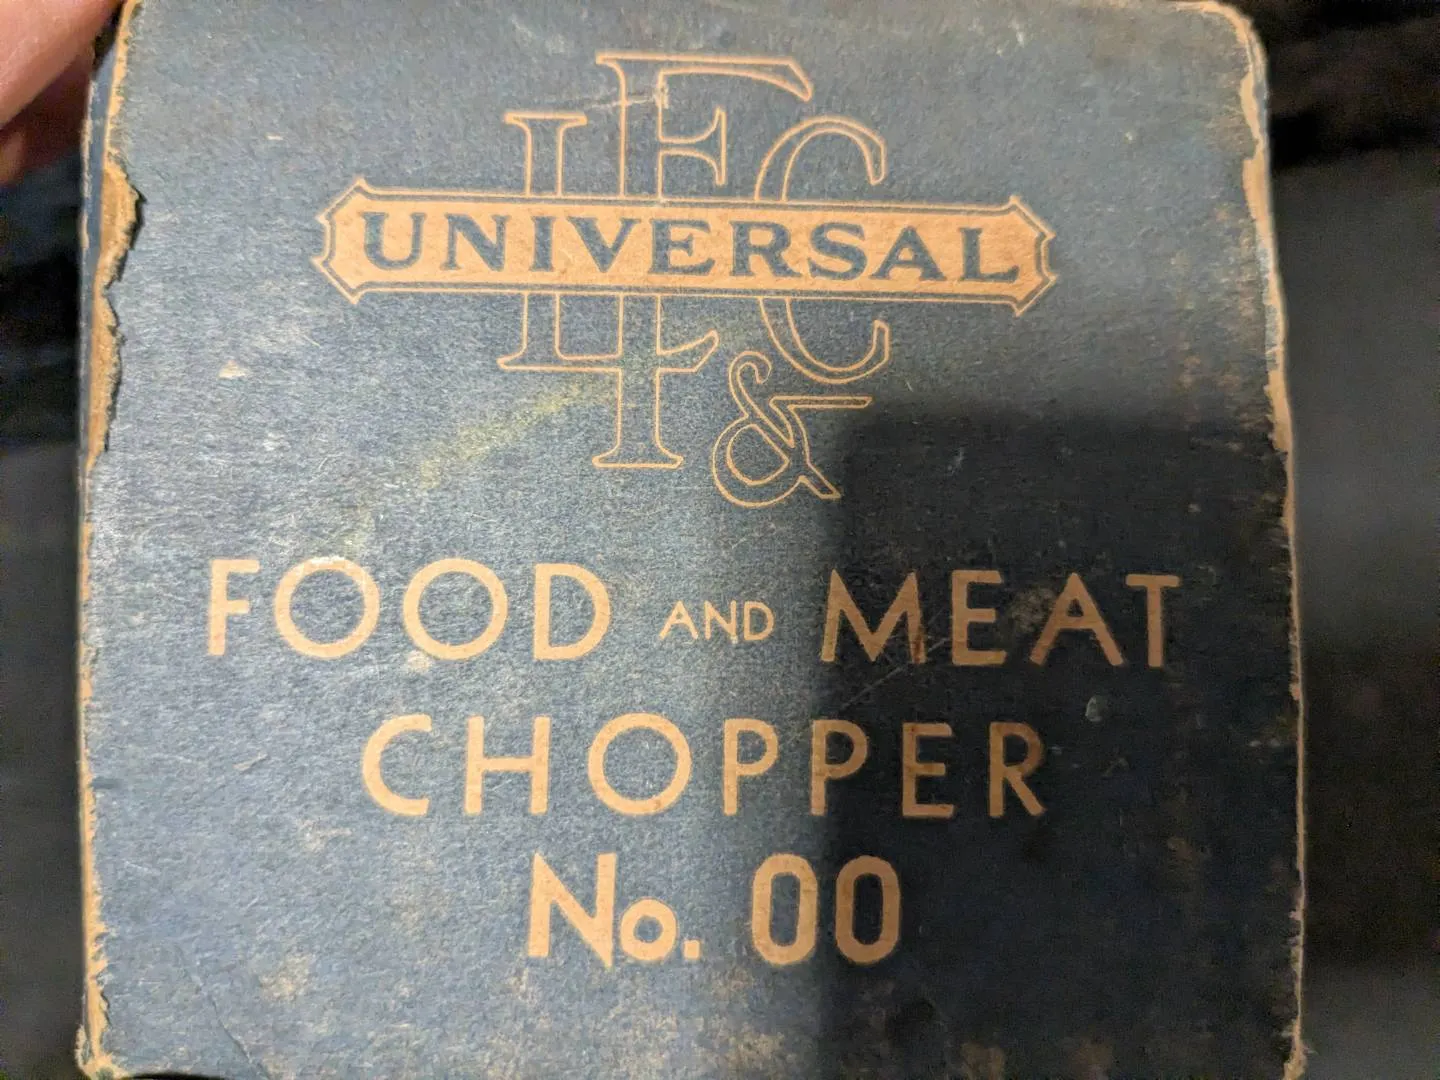 LF&C
UNIVERSAL
FOOD AND MEAT
CHOPPER
No. 00